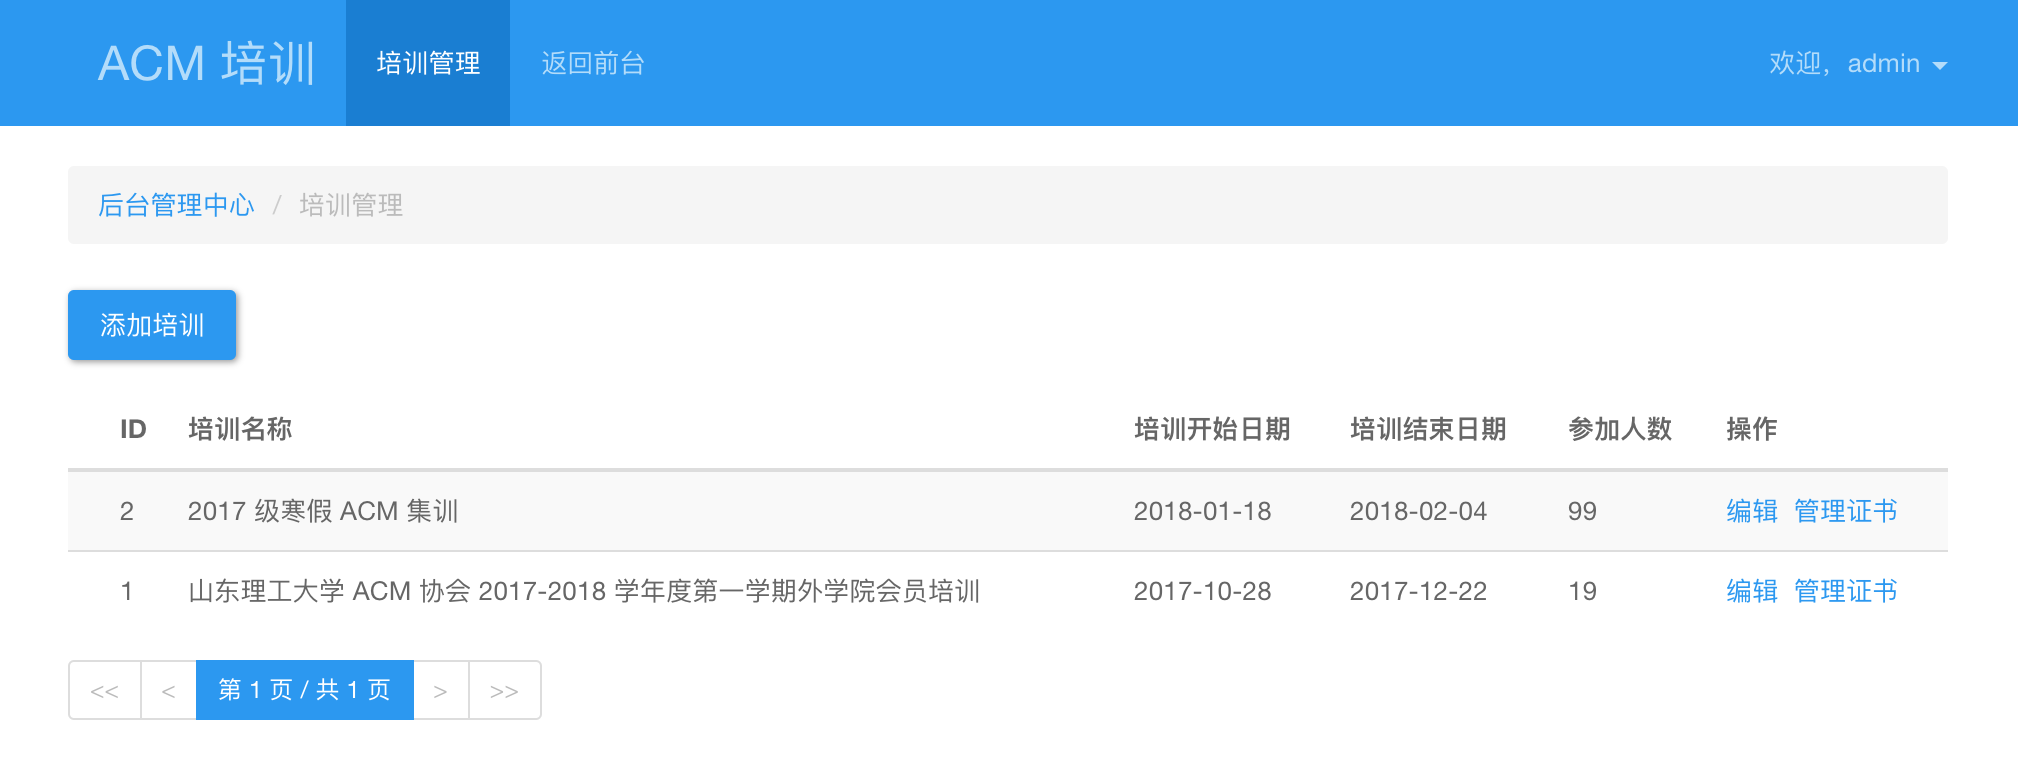 ACM 培训 培训管理 返回前台 欢迎，admin
后台管理中心 / 培训管理
添加培训
ID 培训名称 培训开始日期 培训结束日期 参加人数 操作
2 2017 级寒假 ACM 集训 2018-01-18 2018-02-04 99 编辑 管理证书
1 山东理工大学 ACM 协会 2017-2018 学年度第一学期外学院会员培训 2017-10-28 2017-12-22 19 编辑 管理证书
<< < 第 1 页 / 共 1 页 > >>